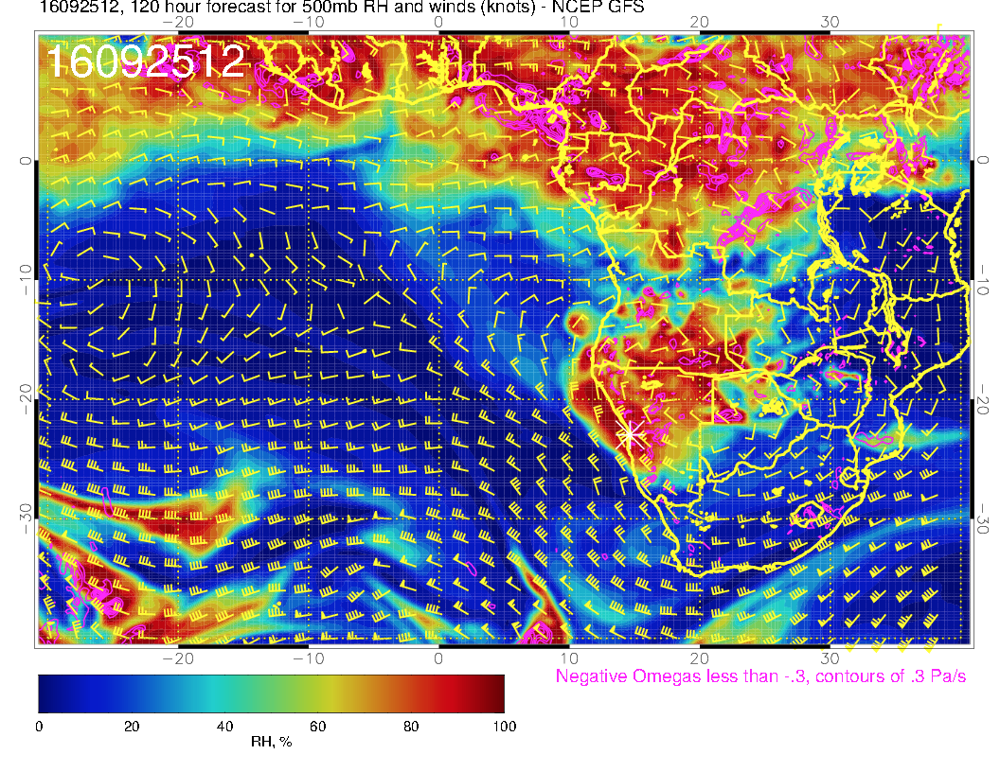 16092512, 120 hour forecast for 500mb RH and winds (knots) - NCEP GFS
-20 -10 0 10 20 30
16092512
0 0
-10 -10
-20 -20
-30 -30
-20 -10 0 10 20 30
Negative Omegas less than -.3, contours of .3 Pa/s
0 20 40 60 80 100
RH, %